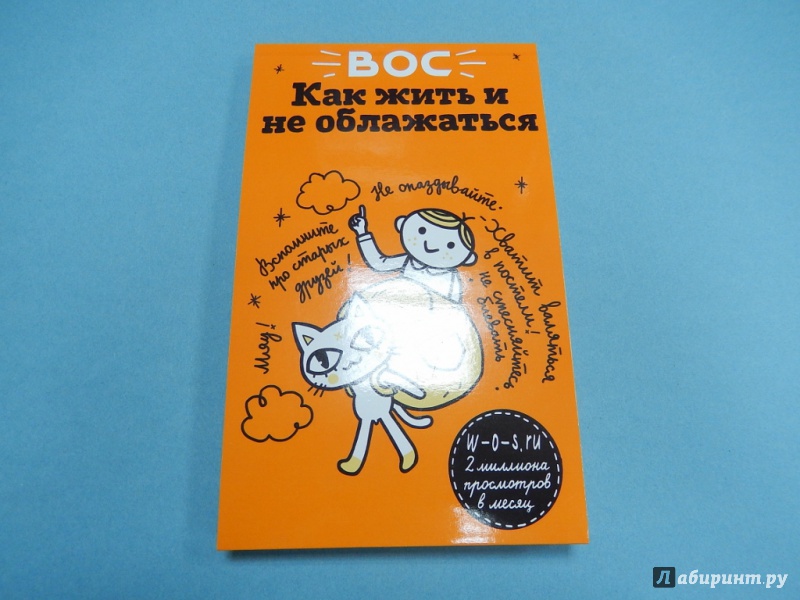 ВОС
Как жить и
не облажаться
Не опаздывайте.
Вспомните
про старых
друзей!
- Хватит валяться
в постели!
не стесняйтесь
блевать
Мяу!
w-o-s.ru
2 миллиона
просмотров
в месяц
Лабиринт.ру